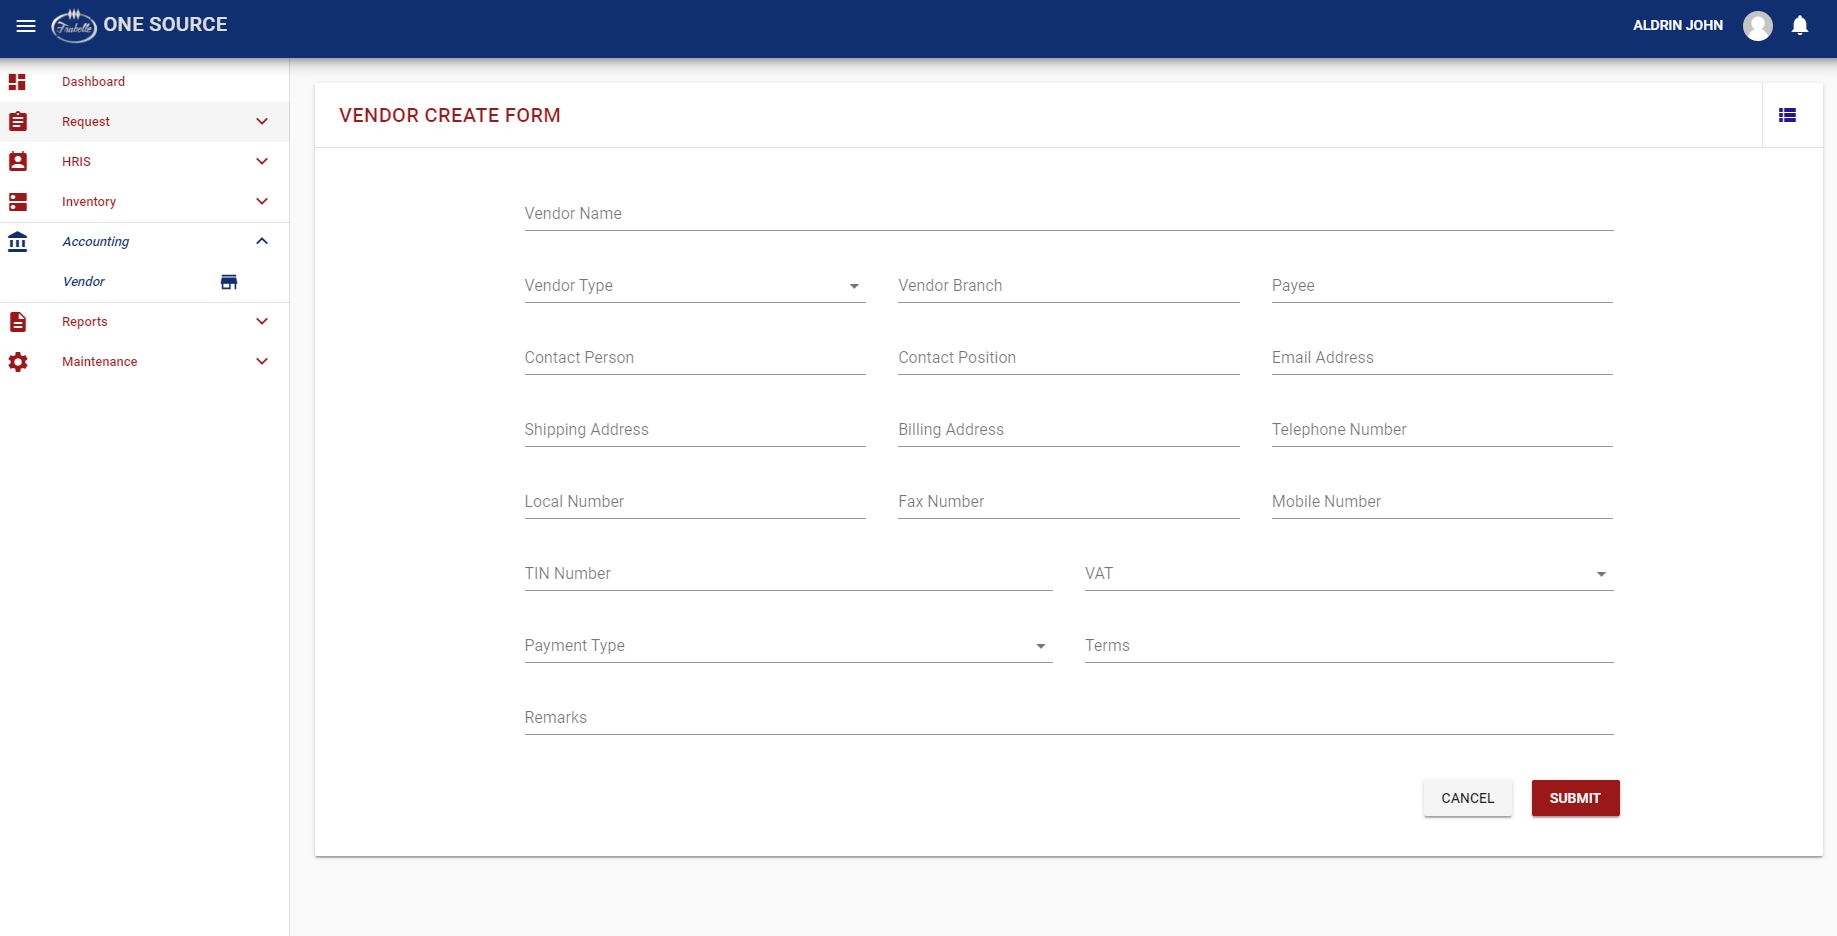 Frabelle ONE SOURCE
ALDRIN JOHN
Dashboard
Request
HRIS
Inventory
Accounting
Vendor
Reports
Maintenance
VENDOR CREATE FORM
Vendor Name
Vendor Type Vendor Branch Payee
Contact Person Contact Position Email Address
Shipping Address Billing Address Telephone Number
Local Number Fax Number Mobile Number
TIN Number VAT
Payment Type Terms
Remarks
CANCEL SUBMIT